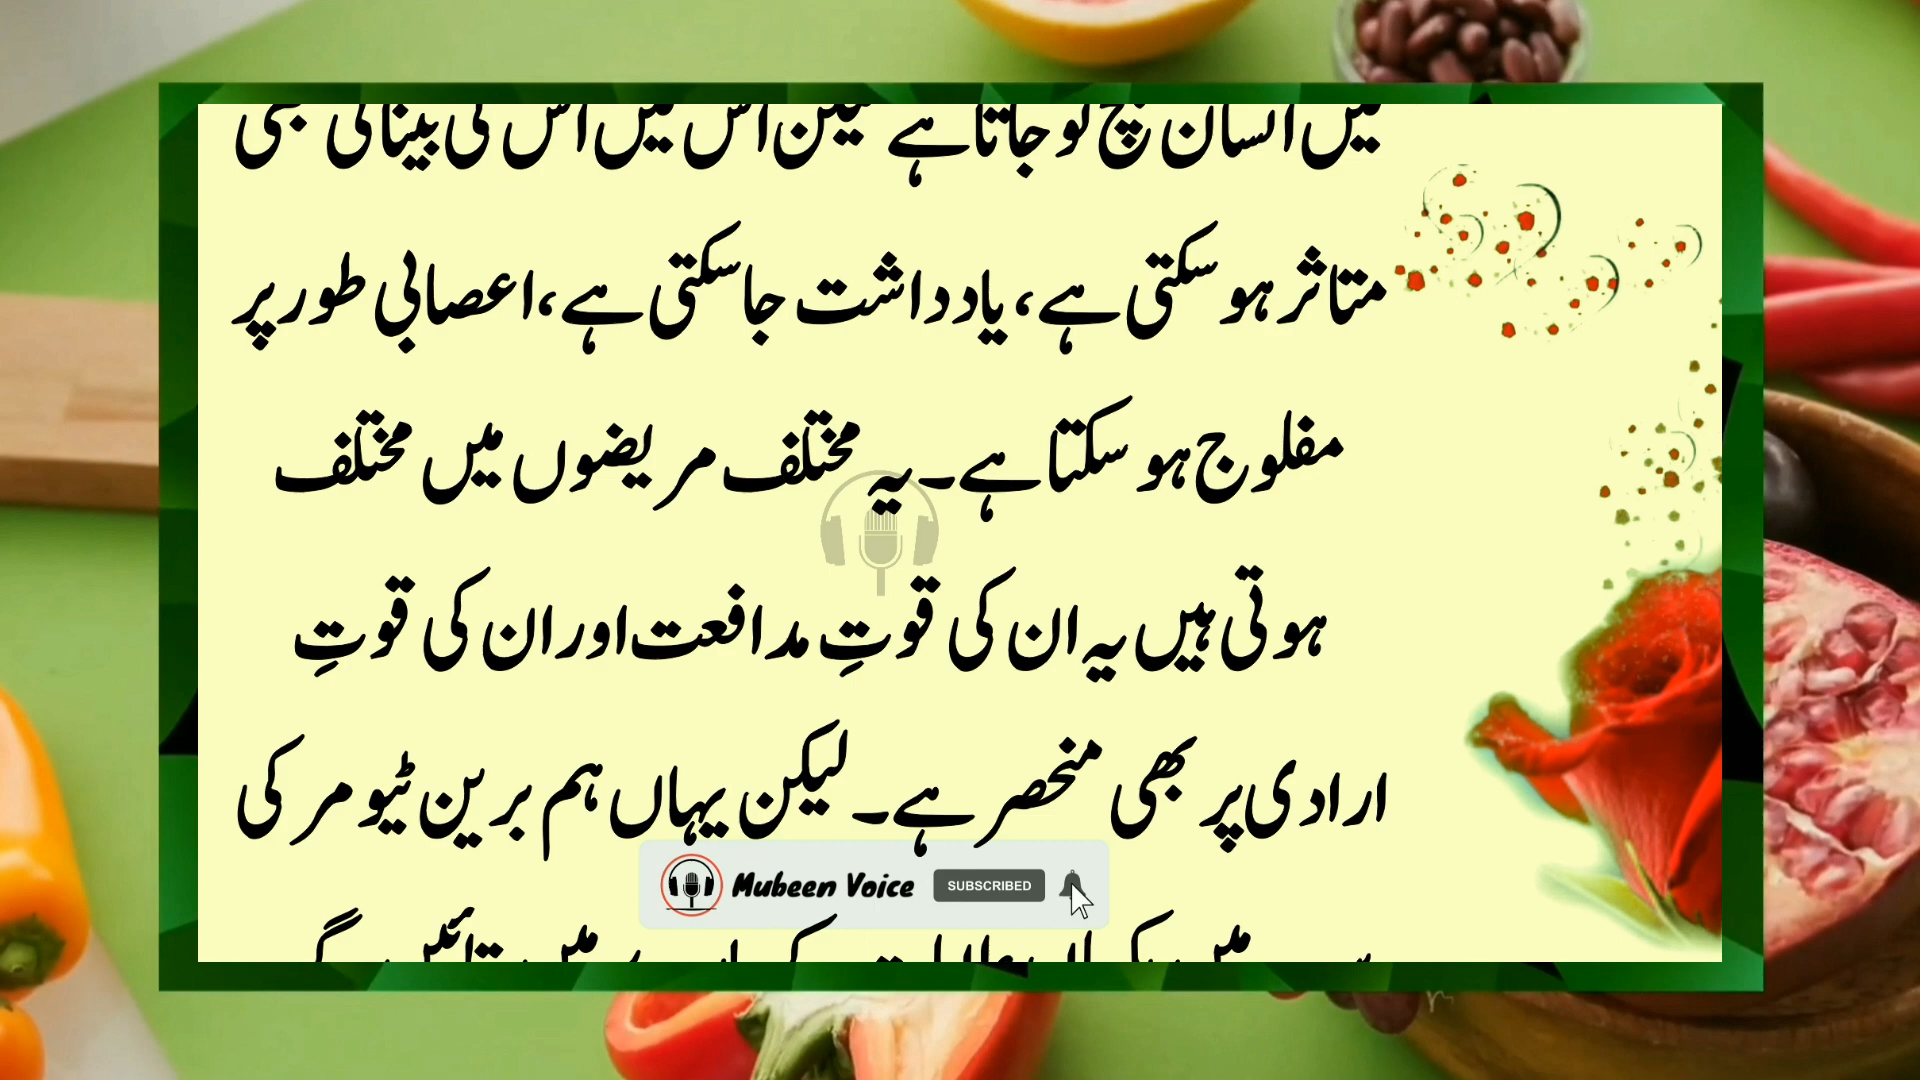 میں انسان بچ تو جاتا ہے لیکن اس میں اس کی بینائی بھی
متاثر ہو سکتی ہے، یادداشت جا سکتی ہے، اعصابی طور پر
مفلوج ہو سکتا ہے۔ یہ مختلف مریضوں میں مختلف
ہوتی ہیں یہ ان کی قوتِ مدافعت اور ان کی قوتِ
ارادی پر بھی منحصر ہے۔ لیکن یہاں ہم برین ٹیومر کی
Mubeen Voice SUBSCRIBED